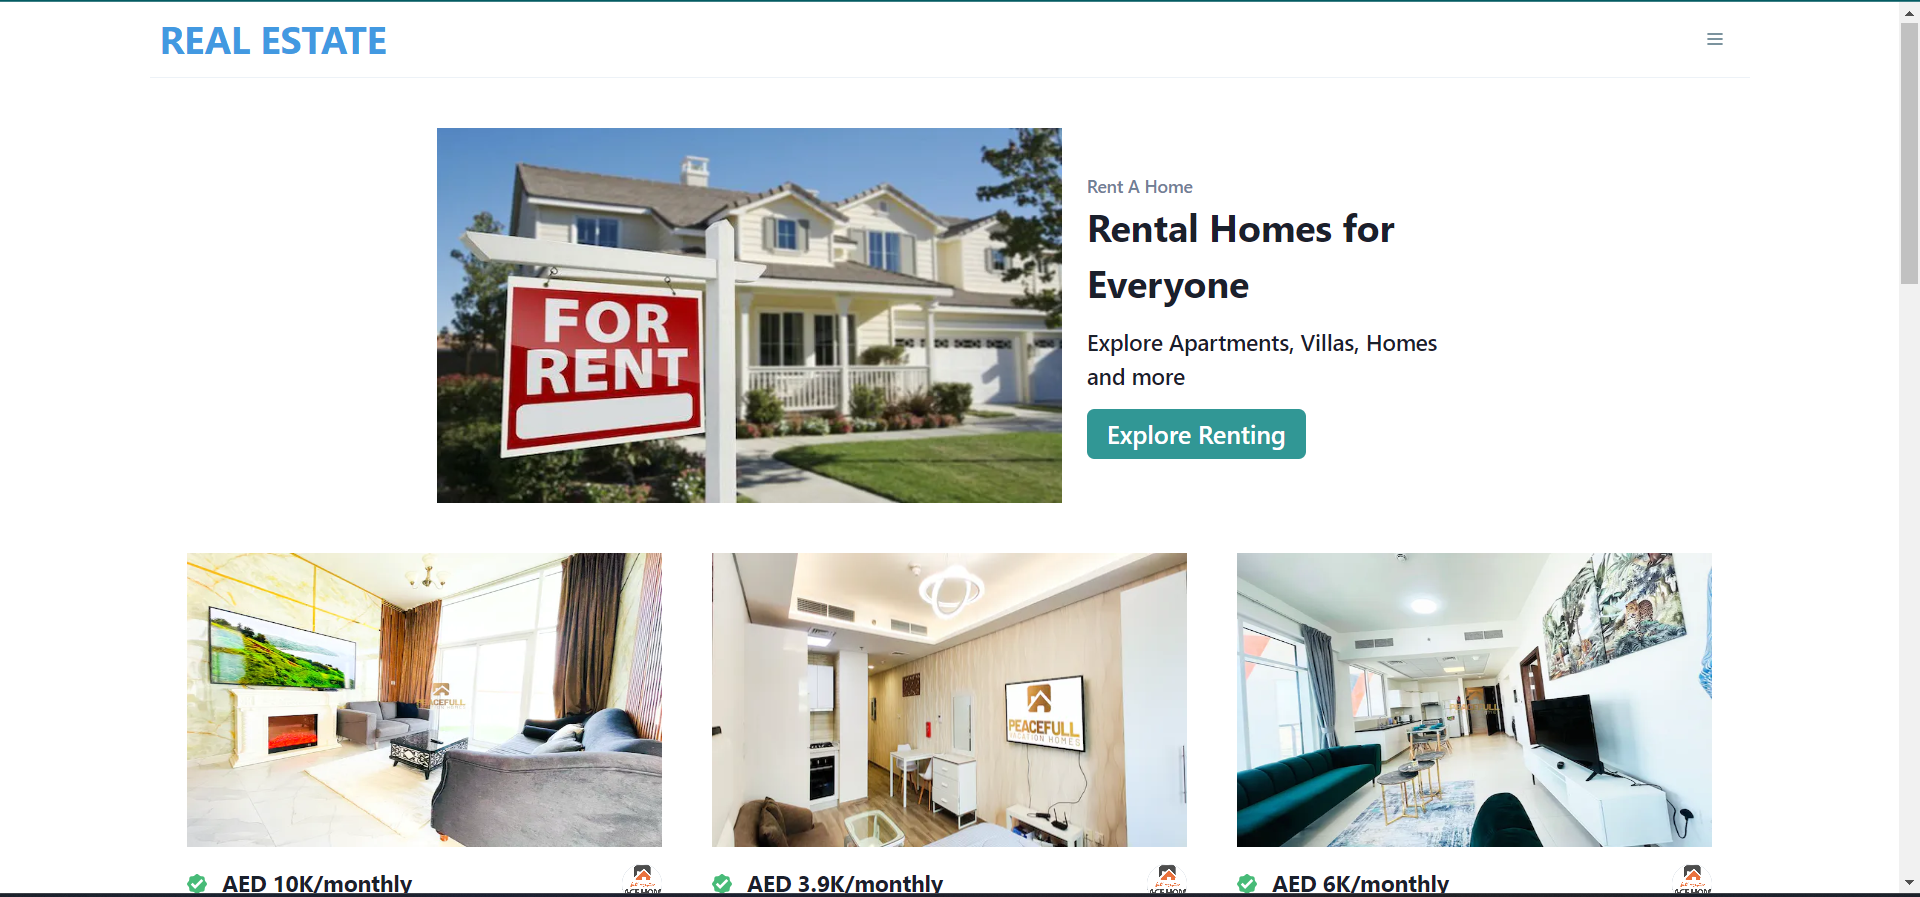 REAL ESTATE
FOR
RENT
Rent A Home
Rental Homes for
Everyone
Explore Apartments, Villas, Homes
and more
Explore Renting
PEACEFULL
VACATION HOMES
AED 10K/monthly
AED 3.9K/monthly
AED 6K/monthly